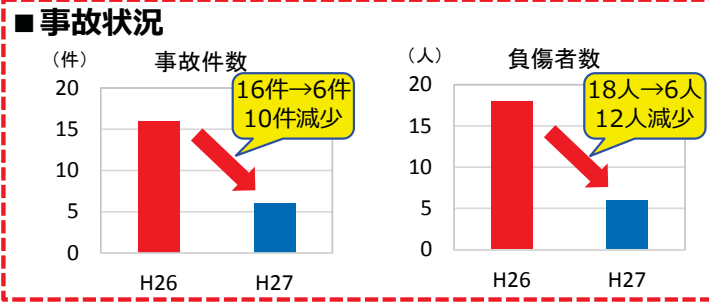 ■事故状況
（件）
事故件数
20
15
10
5
0
16件→6件
10件減少
H26
H27
（人）
負傷者数
20
15
10
5
0
18人→6人
12人減少
H26
H27